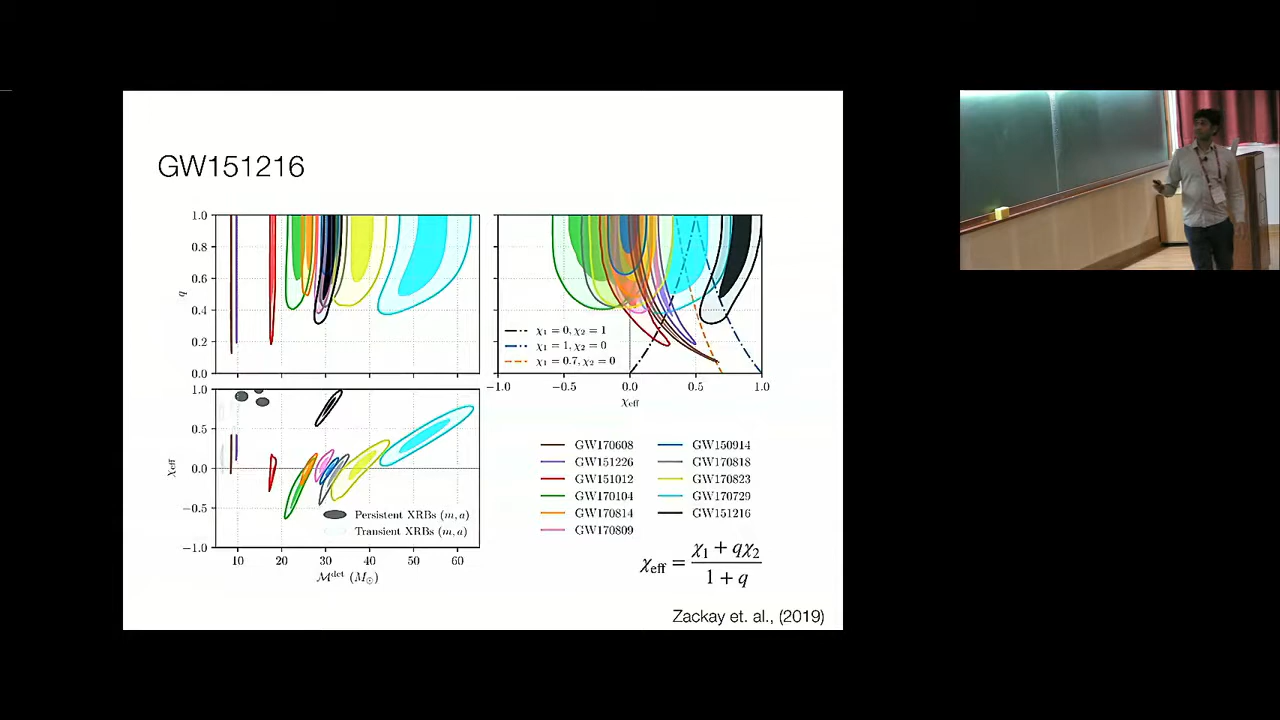 GW151216
1.0
0.8
0.6
0.4
0.2
0.0
q
χ₁ = 0, χ₂ = 1
χ₁ = 1, χ₂ = 0
χ₁ = 0.7, χ₂ = 0
−1.0 −0.5 0.0 0.5 1.0
χeff
1.0
0.5
0.0
−0.5
−1.0
χeff
Persistent XRBs (m, a)
Transient XRBs (m, a)
10 20 30 40 50 60
ℳdet (M⊙)
GW170608 GW150914
GW151226 GW170818
GW151012 GW170823
GW170104 GW170729
GW170814 GW151216
GW170809
χeff = (χ₁ + qχ₂) / (1 + q)
Zackay et. al., (2019)